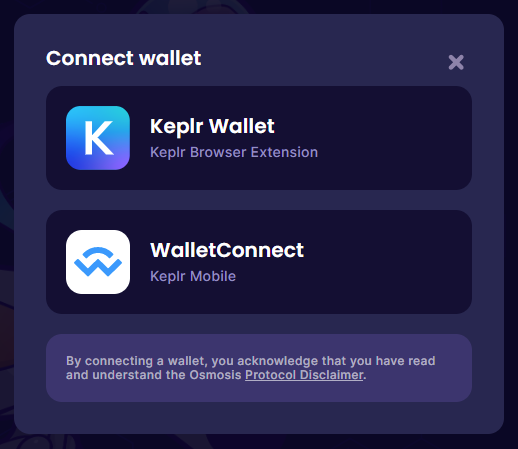 Connect wallet
Keplr Wallet
Keplr Browser Extension
WalletConnect
Keplr Mobile
By connecting a wallet, you acknowledge that you have read
and understand the Osmosis Protocol Disclaimer.